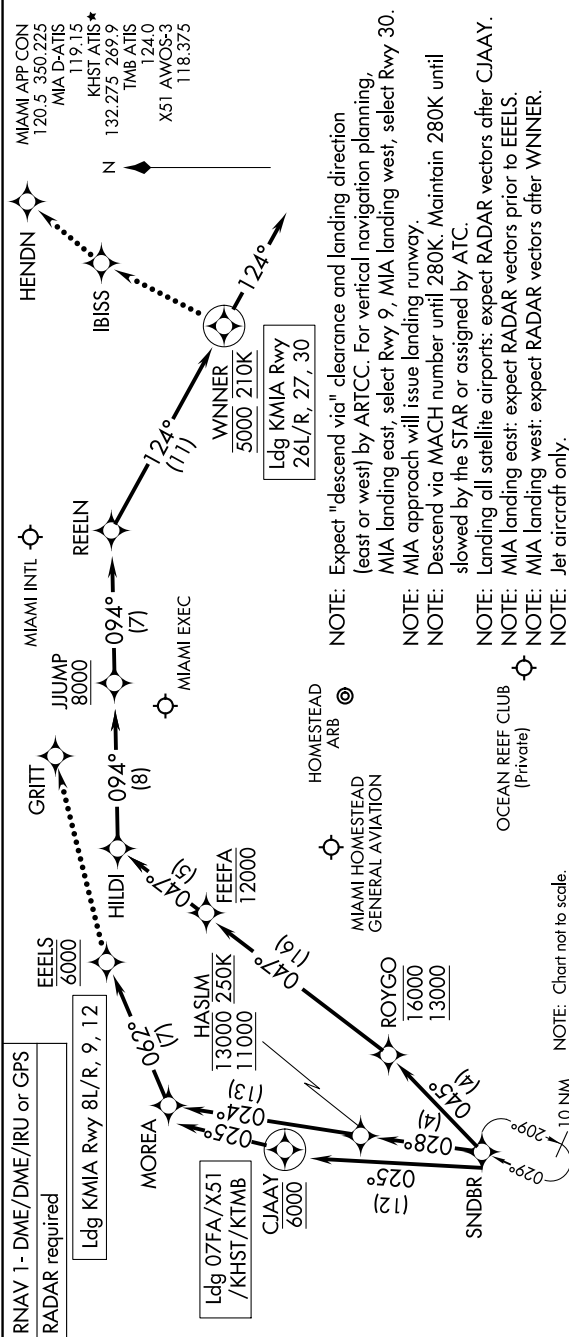 RNAV 1 - DME/DME/IRU or GPS
RADAR required
MIAMI APP CON
120.5 350.225
MIA D-ATIS
119.15
KHST ATIS★
132.275 269.9
TMB ATIS
124.0
X51 AWOS-3
118.375
N
HENDN
IBISS
WNNER
5000 210K
Ldg KMIA Rwy
26L/R, 27, 30
124°
124°
(11)
REELN
MIAMI INTL
094°
(7)
JJUMP
8000
MIAMI EXEC
094°
(8)
GRITT
HILDI
EEELS
6000
Ldg KMIA Rwy 8L/R, 9, 12
047°
(5)
FEEFA
12000
062°
(7)
MOREA
HASLM
13000 250K
11000
047°
(16)
ROYGO
16000
13000
024°
(13)
025°
CJAAY
6000
Ldg 07FA/X51
/KHST/KTMB
025°
(12)
028°
(4)
045°
(4)
SNDBR
029°
209°
10 NM
HOMESTEAD
ARB
MIAMI HOMESTEAD
GENERAL AVIATION
OCEAN REEF CLUB
(Private)
NOTE: Chart not to scale.
NOTE: Expect "descend via" clearance and landing direction
(east or west) by ARTCC. For vertical navigation planning,
MIA landing east, select Rwy 9, MIA landing west, select Rwy 30.
NOTE: MIA approach will issue landing runway.
NOTE: Descend via MACH number until 280K. Maintain 280K until
slowed by the STAR or assigned by ATC.
NOTE: Landing all satellite airports: expect RADAR vectors after CJAAY.
NOTE: MIA landing east: expect RADAR vectors prior to EEELS.
NOTE: MIA landing west: expect RADAR vectors after WNNER.
NOTE: Jet aircraft only.